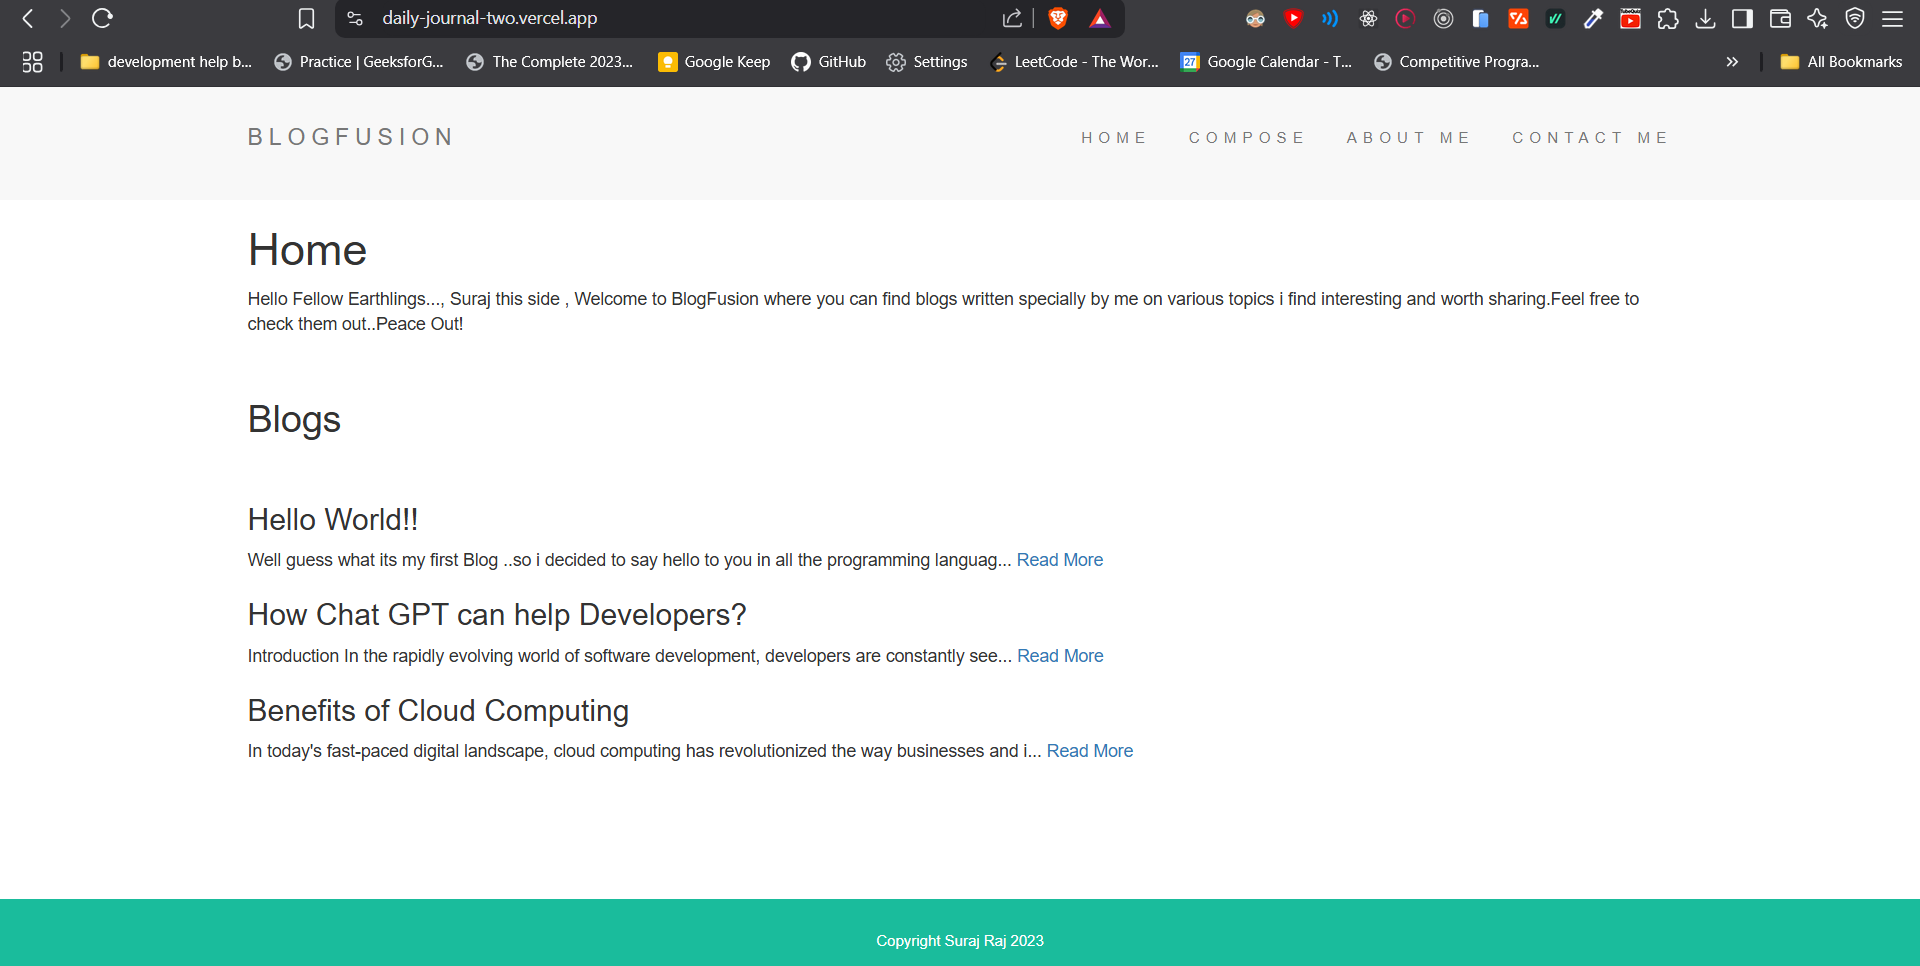 daily-journal-two.vercel.app
development help b... Practice | GeeksforG... The Complete 2023... Google Keep GitHub Settings LeetCode - The Wor... 27 Google Calendar - T... Competitive Progra... » All Bookmarks
BLOGFUSION HOME COMPOSE ABOUT ME CONTACT ME
Home
Hello Fellow Earthlings..., Suraj this side , Welcome to BlogFusion where you can find blogs written specially by me on various topics i find interesting and worth sharing.Feel free to
check them out..Peace Out!
Blogs
Hello World!!
Well guess what its my first Blog ..so i decided to say hello to you in all the programming languag... Read More
How Chat GPT can help Developers?
Introduction In the rapidly evolving world of software development, developers are constantly see... Read More
Benefits of Cloud Computing
In today's fast-paced digital landscape, cloud computing has revolutionized the way businesses and i... Read More
Copyright Suraj Raj 2023